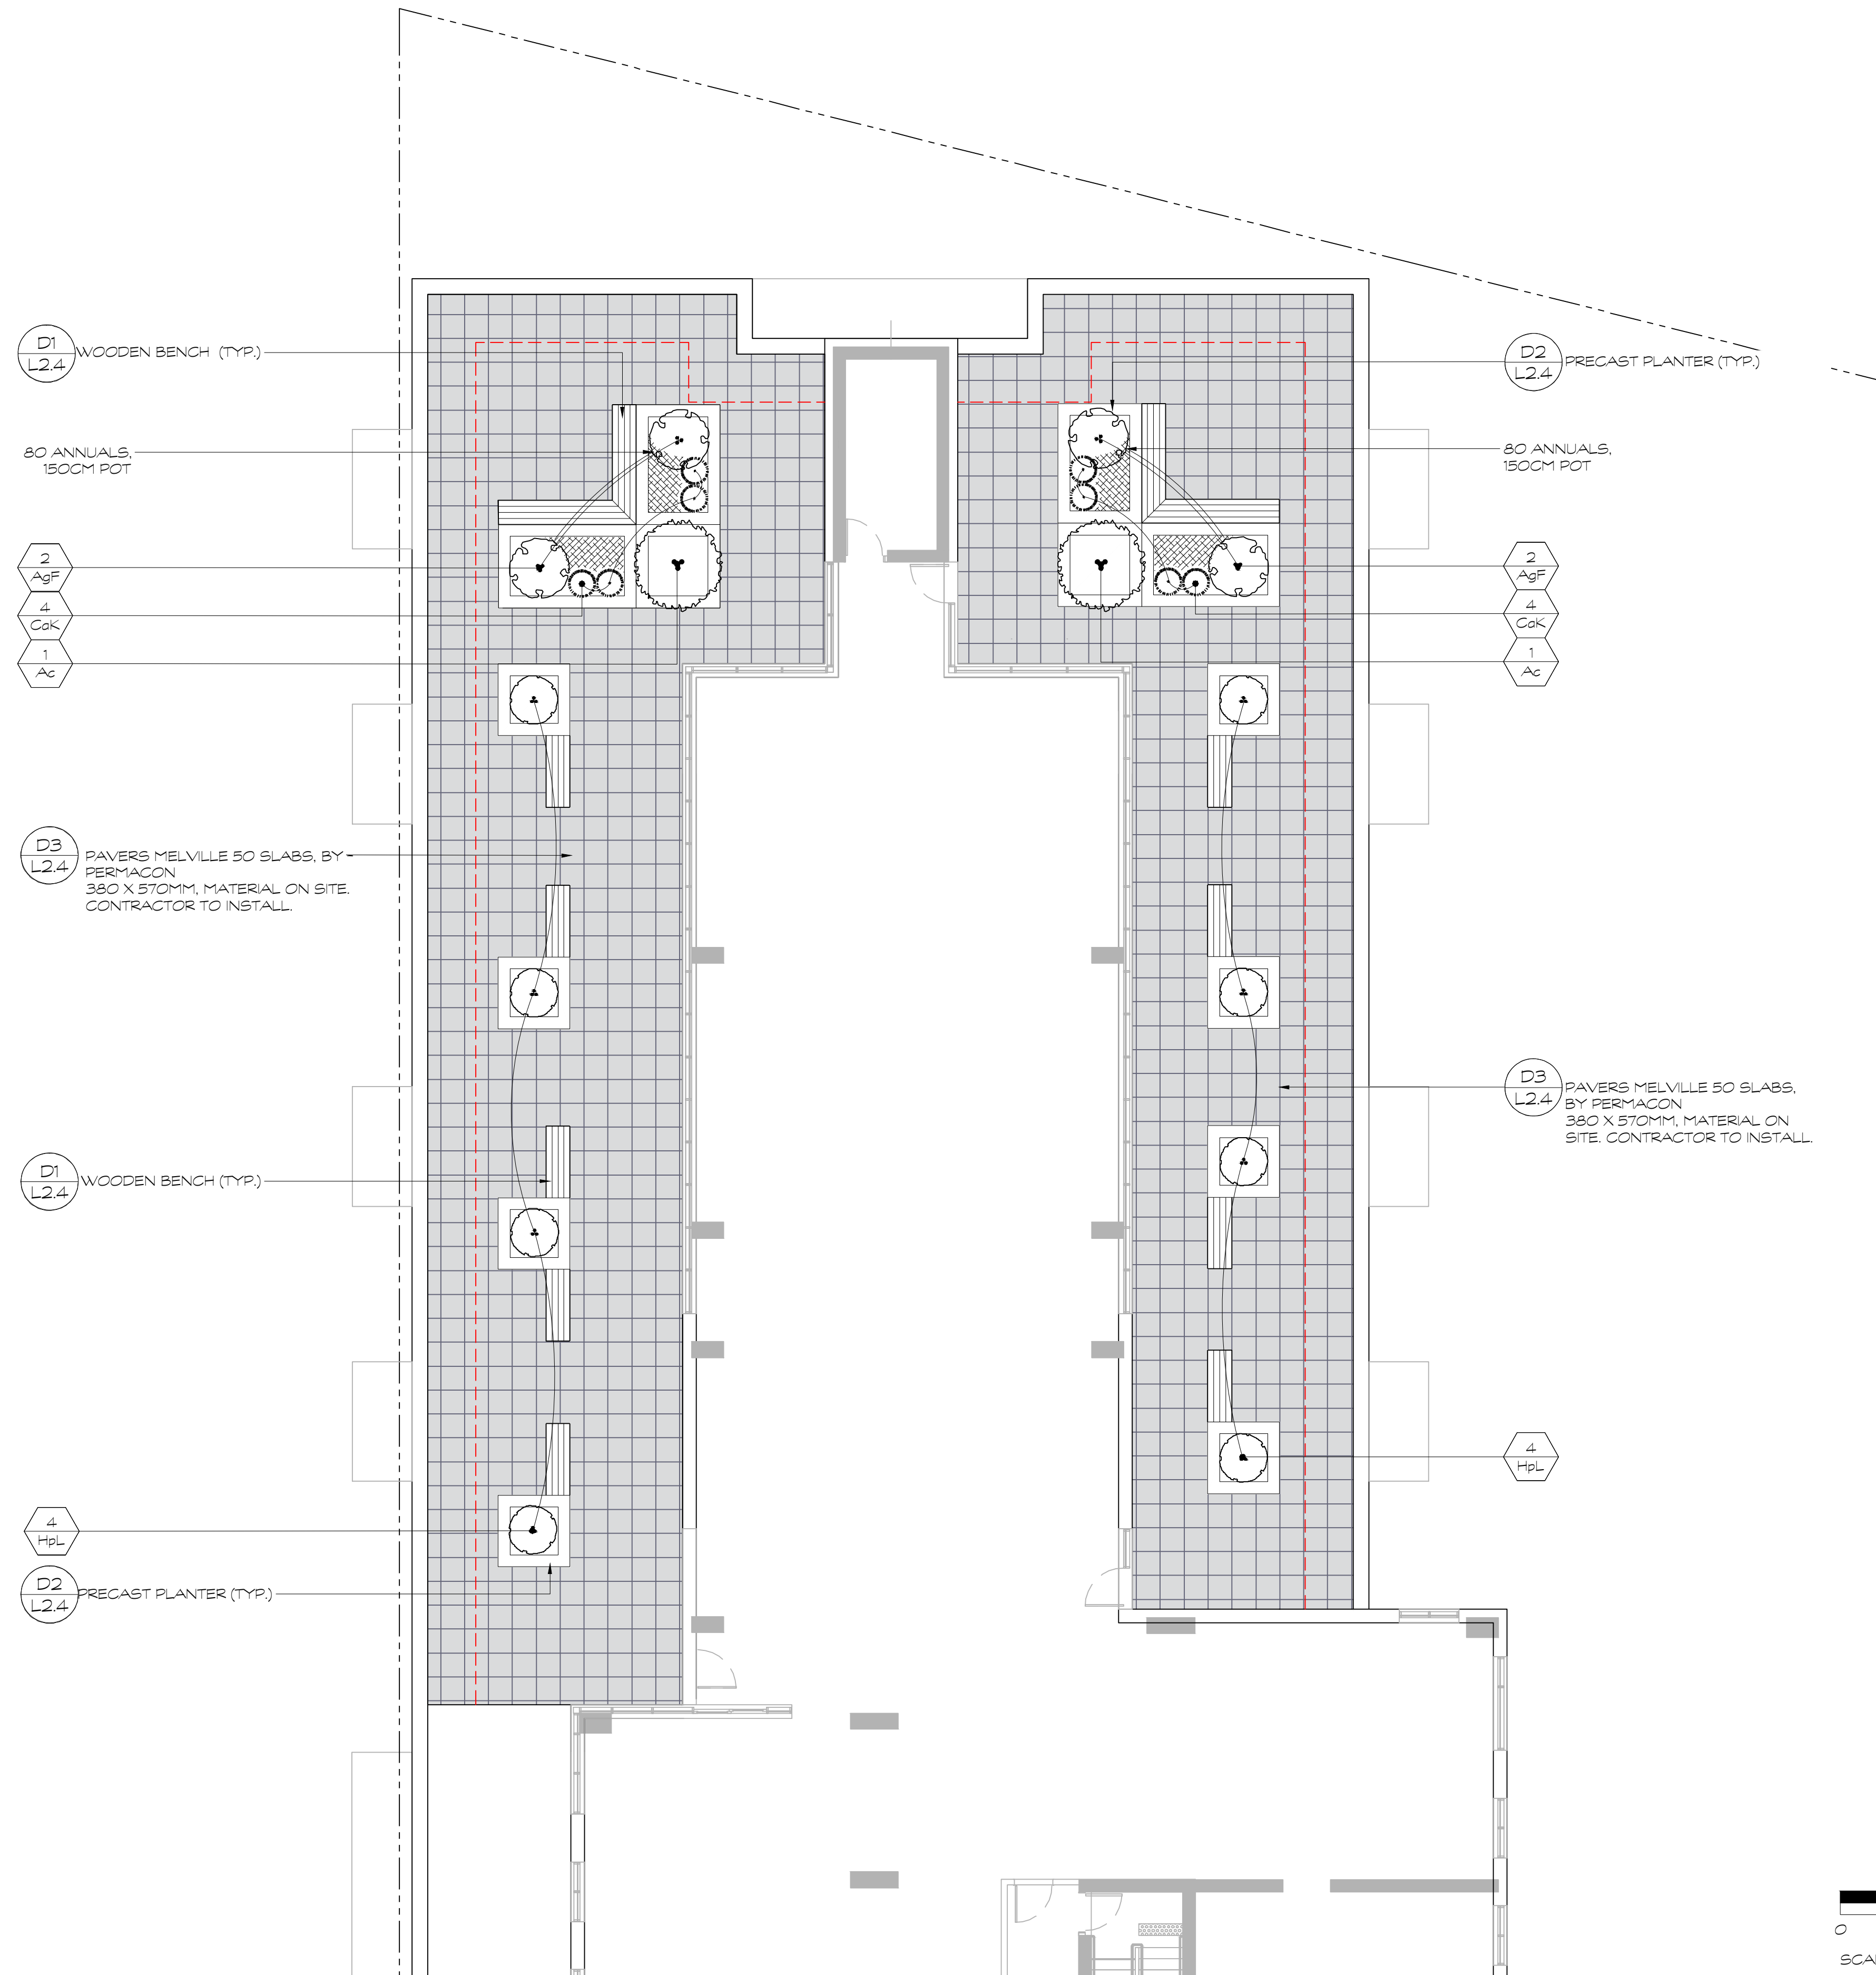 D1
L2.4
WOODEN BENCH (TYP.)
80 ANNUALS,
150CM POT
2
AgF
4
CaK
1
Ac
D3
L2.4
PAVERS MELVILLE 50 SLABS, BY
PERMACON
380 X 570MM, MATERIAL ON SITE.
CONTRACTOR TO INSTALL.
D1
L2.4
WOODEN BENCH (TYP.)
4
HpL
D2
L2.4
PRECAST PLANTER (TYP.)
D2
L2.4
PRECAST PLANTER (TYP.)
80 ANNUALS,
150CM POT
2
AgF
4
CaK
1
Ac
D3
L2.4
PAVERS MELVILLE 50 SLABS,
BY PERMACON
380 X 570MM, MATERIAL ON
SITE. CONTRACTOR TO INSTALL.
4
HpL
0